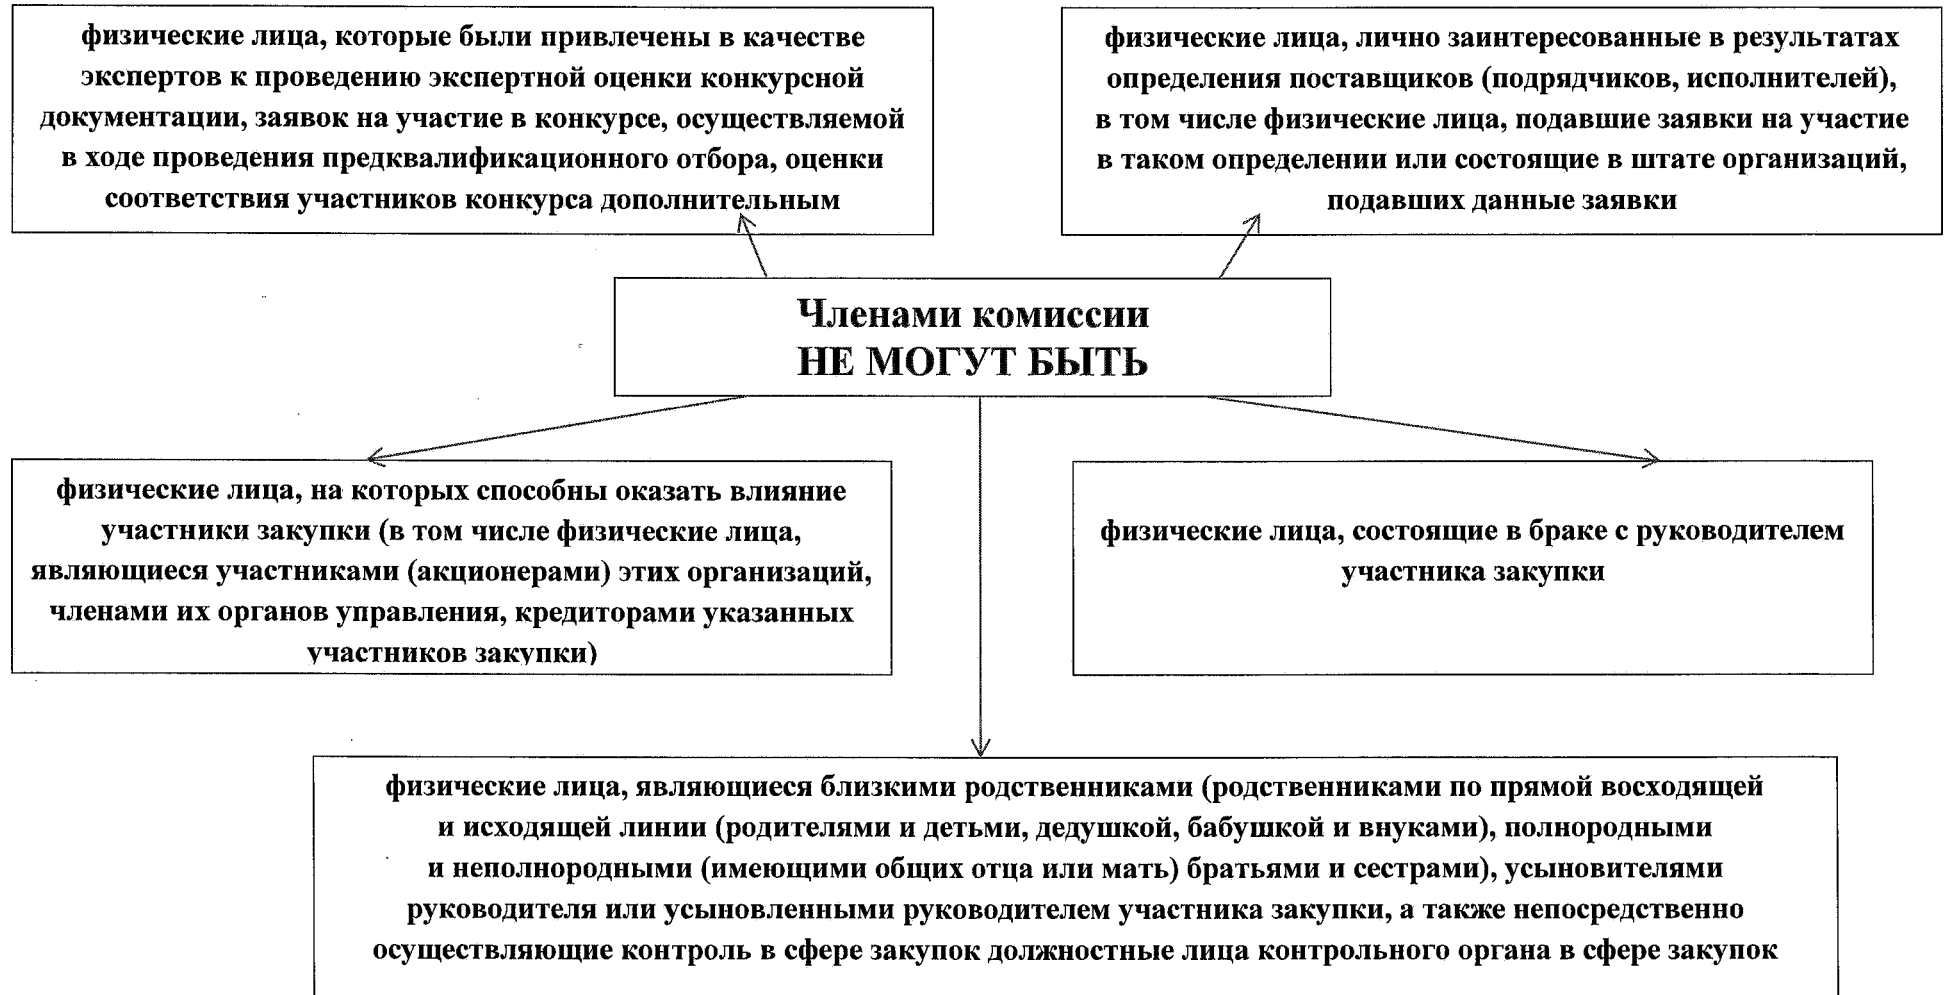 физические лица, которые были привлечены в качестве
экспертов к проведению экспертной оценки конкурсной
документации, заявок на участие в конкурсе, осуществляемой
в ходе проведения предквалификационного отбора, оценки
соответствия участников конкурса дополнительным
физические лица, лично заинтересованные в результатах
определения поставщиков (подрядчиков, исполнителей),
в том числе физические лица, подавшие заявки на участие
в таком определении или состоящие в штате организаций,
подавших данные заявки
Членами комиссии
НЕ МОГУТ БЫТЬ
физические лица, на которых способны оказать влияние
участники закупки (в том числе физические лица,
являющиеся участниками (акционерами) этих организаций,
членами их органов управления, кредиторами указанных
участников закупки)
физические лица, состоящие в браке с руководителем
участника закупки
физические лица, являющиеся близкими родственниками (родственниками по прямой восходящей
и исходящей линии (родителями и детьми, дедушкой, бабушкой и внуками), полнородными
и неполнородными (имеющими общих отца или мать) братьями и сестрами), усыновителями
руководителя или усыновленными руководителем участника закупки, а также непосредственно
осуществляющие контроль в сфере закупок должностные лица контрольного органа в сфере закупок